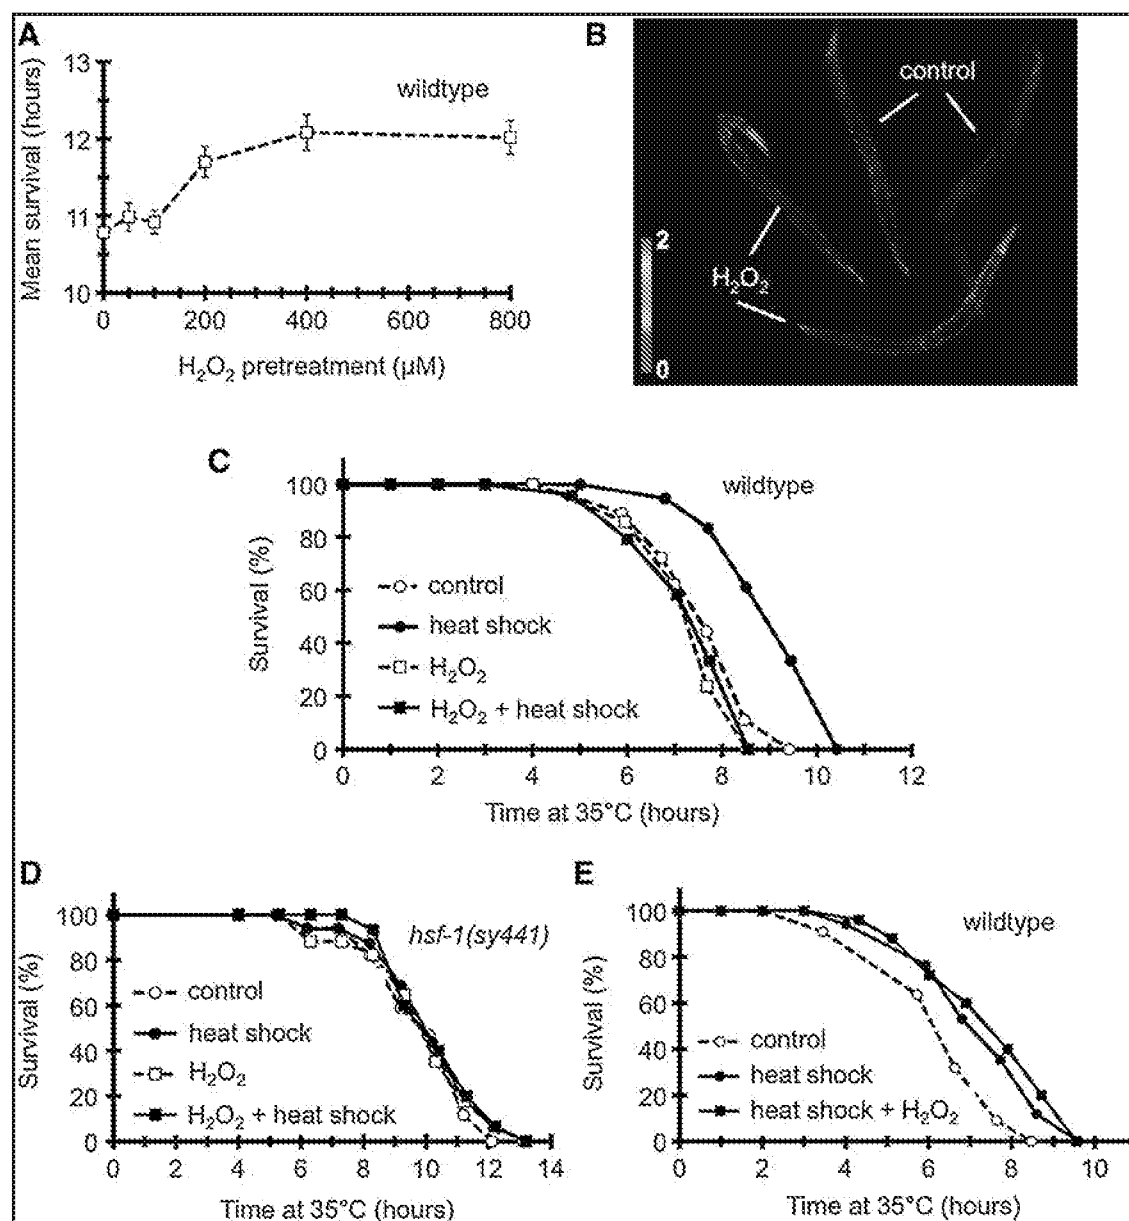 A
13
12
11
10
Mean survival (hours)
wildtype
0 200 400 600 800
H₂O₂ pretreatment (µM)
B
control
H₂O₂
2
0
C
100
80
60
40
20
0
Survival (%)
wildtype
control
heat shock
H₂O₂
H₂O₂ + heat shock
0 2 4 6 8 10 12
Time at 35°C (hours)
D
100
80
60
40
20
0
Survival (%)
hsf-1(sy441)
control
heat shock
H₂O₂
H₂O₂ + heat shock
0 2 4 6 8 10 12 14
Time at 35°C (hours)
E
100
80
60
40
20
0
Survival (%)
wildtype
control
heat shock
heat shock + H₂O₂
0 2 4 6 8 10
Time at 35°C (hours)